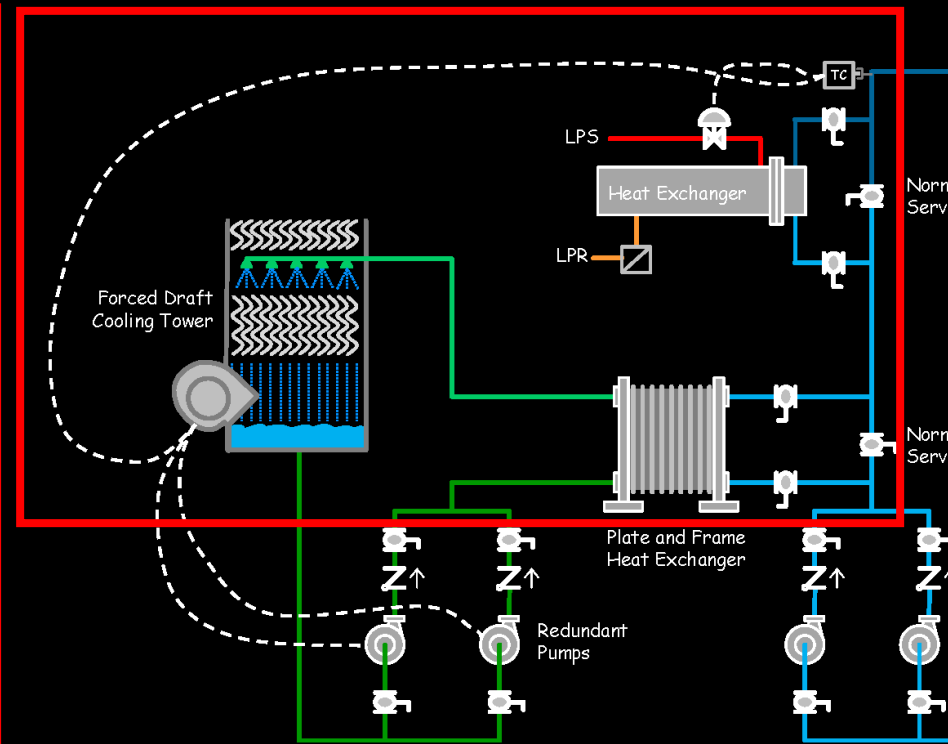 TC
LPS
Heat Exchanger
LPR
Forced Draft
Cooling Tower
Plate and Frame
Heat Exchanger
Redundant
Pumps